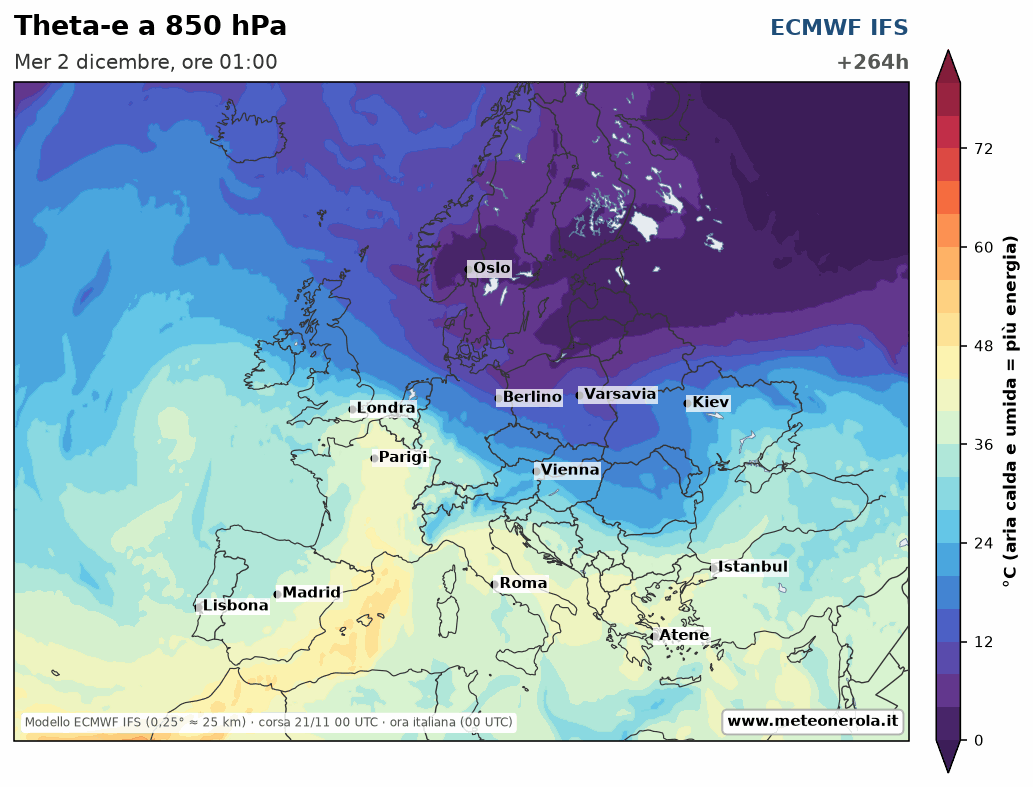 Theta-e a 850 hPa
ECMWF IFS
Mer 2 dicembre, ore 01:00
+264h
72
60
48
36
24
12
0
°C (aria calda e umida = più energia)
Oslo
Berlino
Varsavia
Kiev
Londra
Parigi
Vienna
Istanbul
Roma
Madrid
Lisbona
Atene
Modello ECMWF IFS (0,25° ≈ 25 km) · corsa 21/11 00 UTC · ora italiana (00 UTC)
www.meteonerola.it